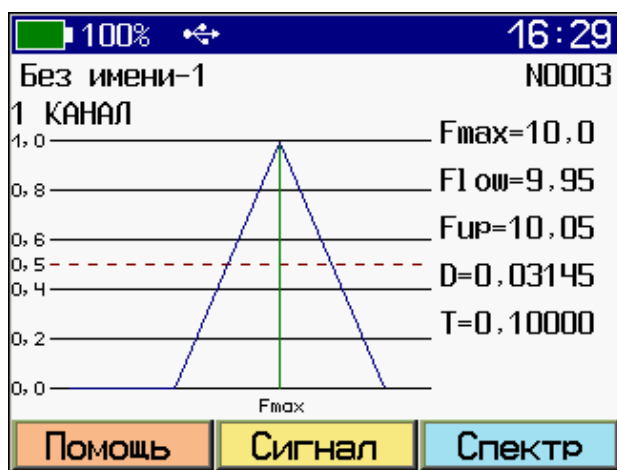 100% 16:29
Без имени-1 N0003
1 КАНАЛ
1,0
Fmax=10,0
0,8
Flow=9,95
0,6
Fup=10,05
0,5
D=0,03145
0,4
T=0,10000
0,2
0,0
Fmax
Помощь Сигнал Спектр